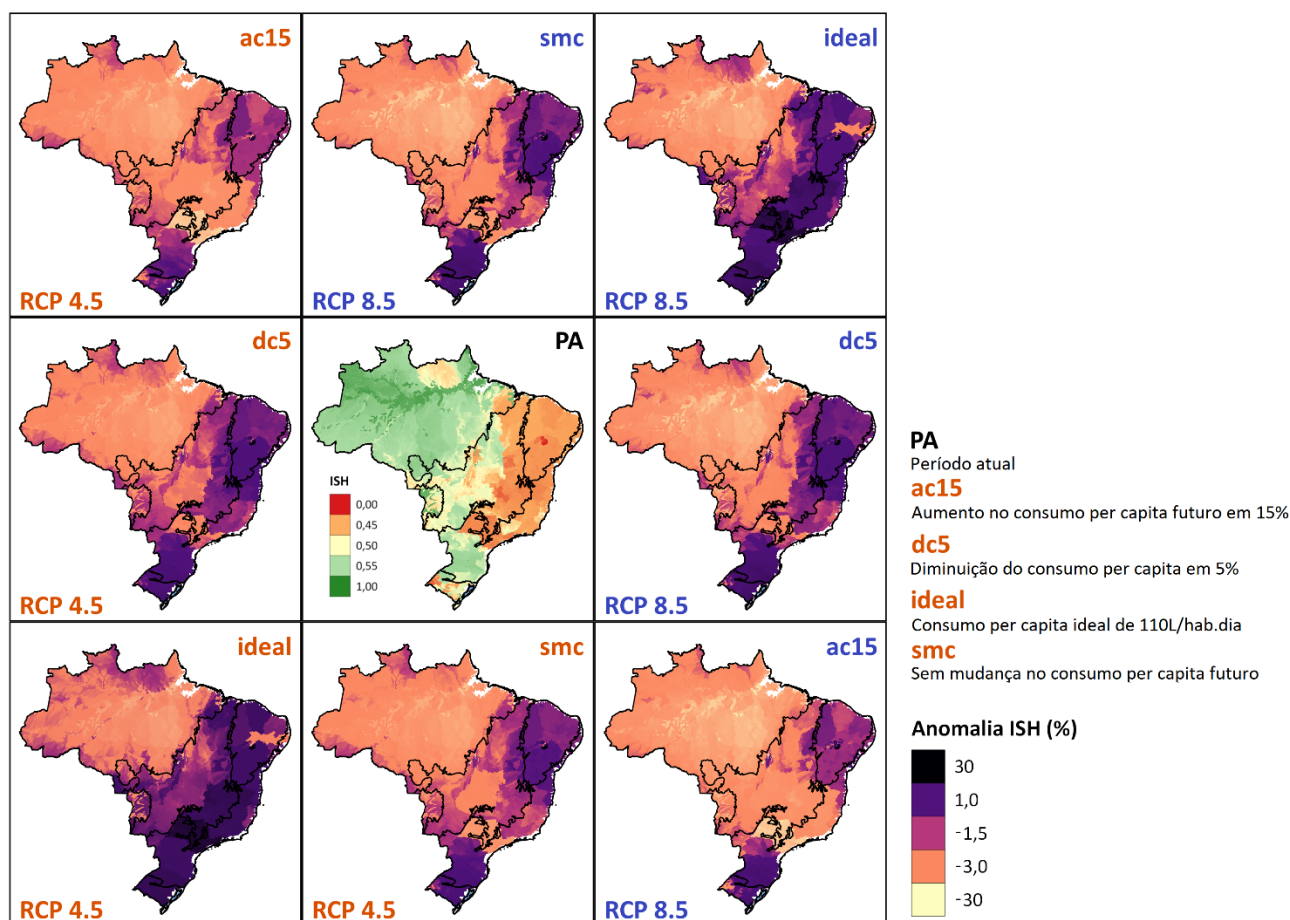 ac15
RCP 4.5
smc
RCP 8.5
ideal
RCP 8.5
dc5
RCP 4.5
PA
ISH
0,00
0,45
0,50
0,55
1,00
dc5
RCP 8.5
ideal
RCP 4.5
smc
RCP 4.5
ac15
RCP 8.5
PA
Período atual
ac15
Aumento no consumo per capita futuro em 15%
dc5
Diminuição do consumo per capita em 5%
ideal
Consumo per capita ideal de 110L/hab.dia
smc
Sem mudança no consumo per capita futuro
Anomalia ISH (%)
30
1,0
-1,5
-3,0
-30